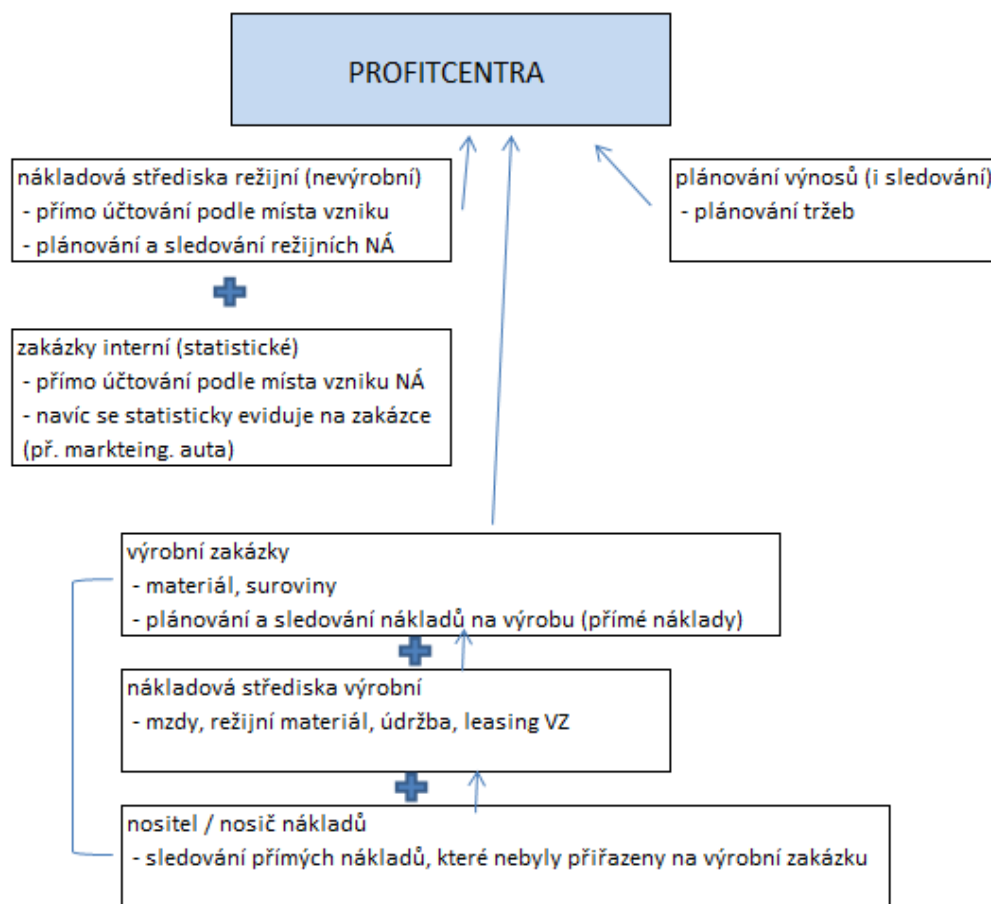 PROFITCENTRA
nákladová střediska režijní (nevýrobní)
- přímo účtování podle místa vzniku
- plánování a sledování režijních NÁ
plánování výnosů (i sledování)
- plánování tržeb
zakázky interní (statistické)
- přímo účtování podle místa vzniku NÁ
- navíc se statisticky eviduje na zakázce
(př. markteing. auta)
výrobní zakázky
- materiál, suroviny
- plánování a sledování nákladů na výrobu (přímé náklady)
nákladová střediska výrobní
- mzdy, režijní materiál, údržba, leasing VZ
nositel / nosič nákladů
- sledování přímých nákladů, které nebyly přiřazeny na výrobní zakázku